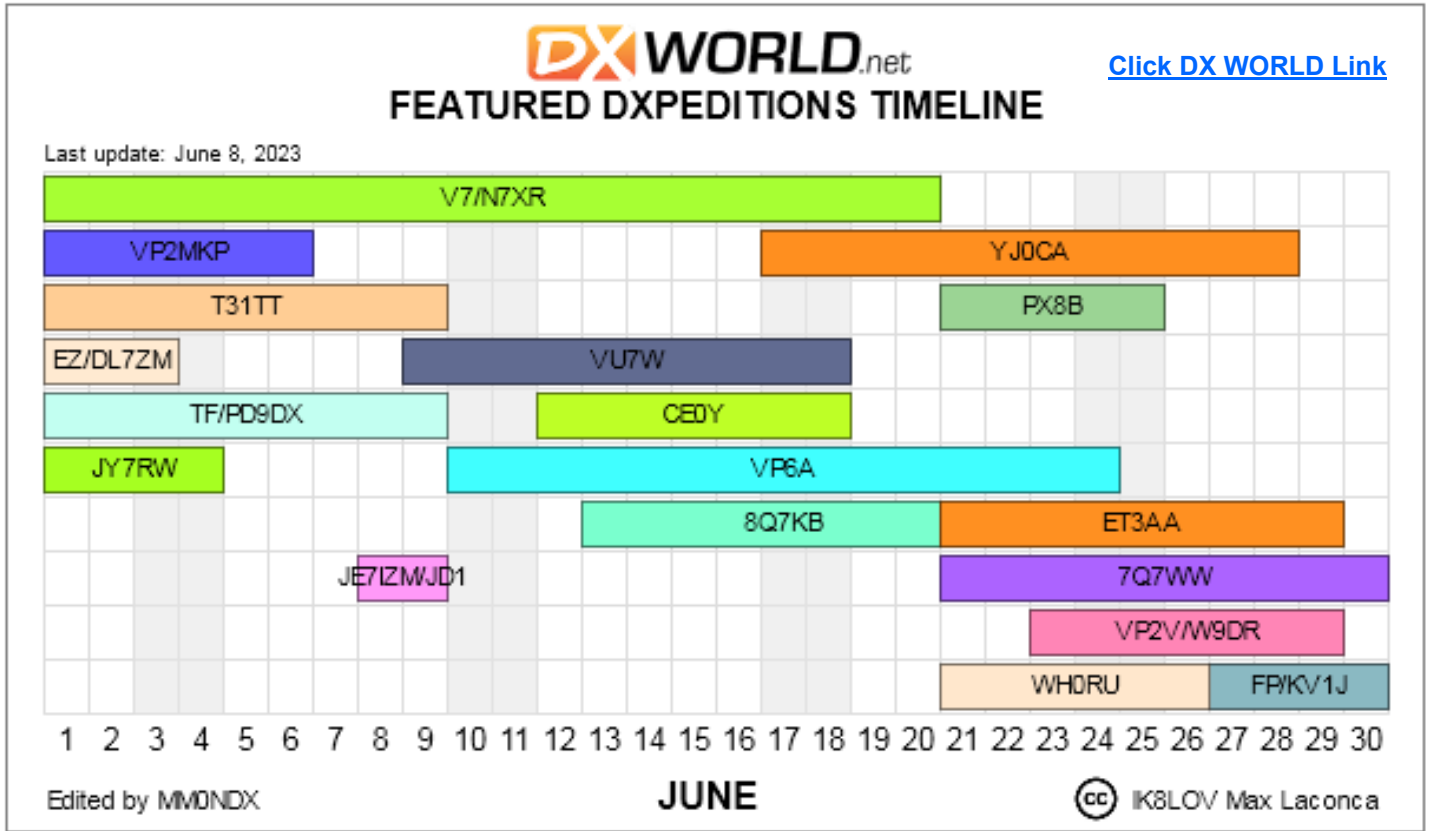 DX WORLD.net
Click DX WORLD Link
FEATURED DXPEDITIONS TIMELINE
Last update: June 8, 2023
V7/N7XR
VP2MKP YJ0CA
T31TT PX8B
EZ/DL7ZM VU7W
TF/PD9DX CE0Y
JY7RW VP6A
8Q7KB ET3AA
JE7IZM/JD1 7Q7WW
VP2V/W9DR
WH0RU FP/KV1J
1 2 3 4 5 6 7 8 9 10 11 12 13 14 15 16 17 18 19 20 21 22 23 24 25 26 27 28 29 30
Edited by MM0NDX JUNE cc IK8LOV Max Laconca